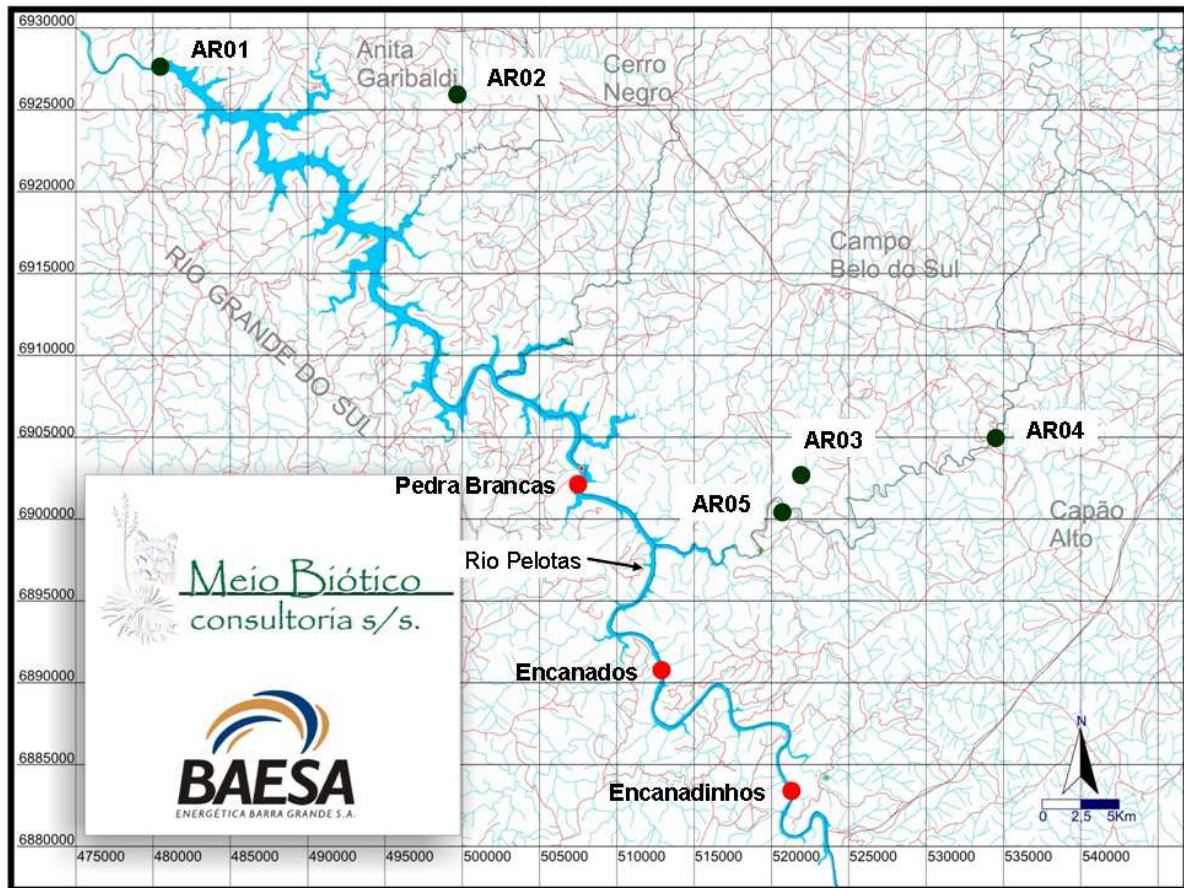 6930000
AR01
Anita
Garibaldi
AR02
Cerro
Negro
6925000
6920000
Campo
Belo do Sul
6915000
RIO GRANDE DO SUL
6910000
6905000
AR03
AR04
Pedra Brancas
AR05
6900000
Capão
Alto
Rio Pelotas
Meio Biótico
consultoria s/s.
6895000
Encanados
6890000
N
6885000
BAESA
ENERGÉTICA BARRA GRANDE S.A.
Encanadinhos
0 2,5 5Km
6880000
475000 480000 485000 490000 495000 500000 505000 510000 515000 520000 525000 530000 535000 540000